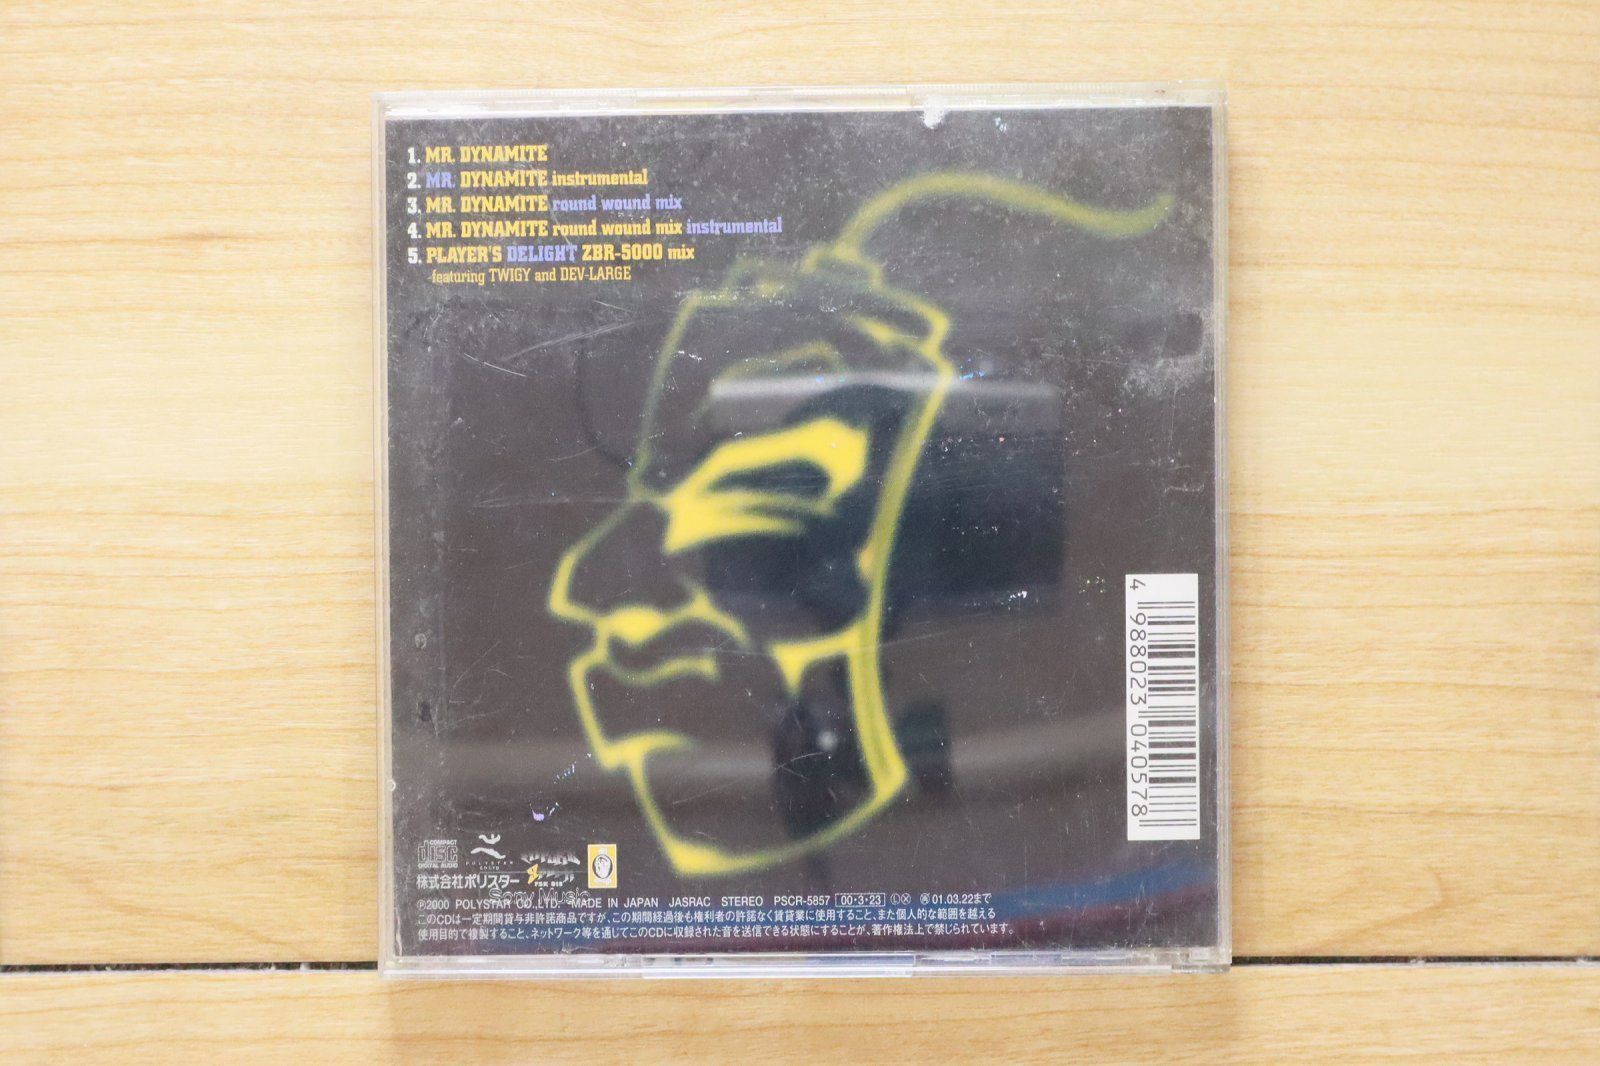 1. MR. DYNAMITE
2. MR. DYNAMITE instrumental
3. MR. DYNAMITE round wound mix
4. MR. DYNAMITE round wound mix instrumental
5. PLAYER'S DELIGHT ZBR-5000 mix
-featuring TWIGY and DEV-LARGE
4 988023 040578
COMPACT
DISC
DIGITAL AUDIO
POLYSTAR
株式会社ポリスター
Sony Music
℗2000 POLYSTAR CO.,LTD. MADE IN JAPAN JASRAC STEREO PSCR-5857 00・3・23 Ⓛ 01.03.22まで
このCDは一定期間貸与非許諾商品ですが、この期間経過後も権利者の許諾なく賃貸業に使用すること、また個人的な範囲を越える
使用目的で複製すること、ネットワーク等を通じてこのCDに収録された音を送信できる状態にすることが、著作権法上で禁じられています。